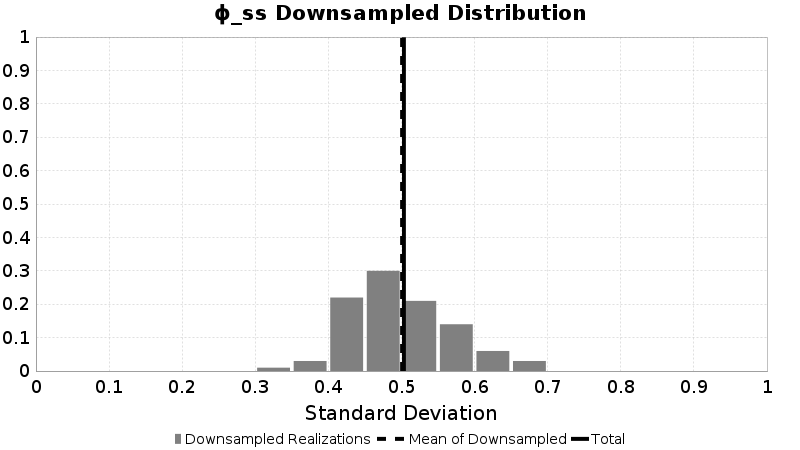 ϕ_ss Downsampled Distribution
1
0.9
0.8
0.7
0.6
0.5
0.4
0.3
0.2
0.1
0
0 0.1 0.2 0.3 0.4 0.5 0.6 0.7 0.8 0.9 1
Standard Deviation
Downsampled Realizations Mean of Downsampled Total